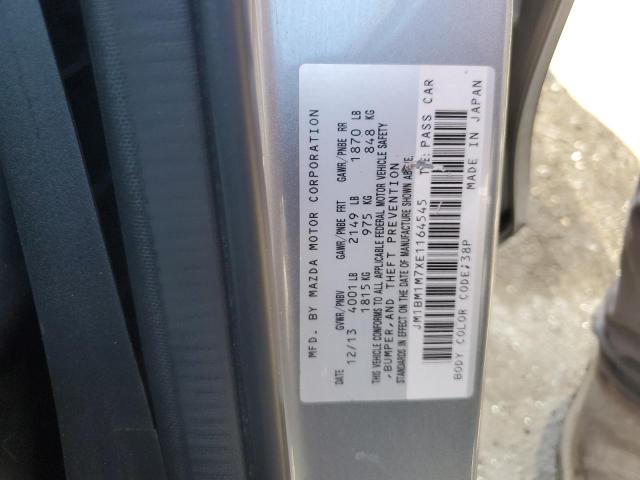 MFD. BY MAZDA MOTOR CORPORATION
DATE GVWR/PNBV GAWR/PNBE FRT GAWR/PNBE RR
12/13 4001 LB 2149 LB 1870 LB
1815 KG 975 KG 848 KG
THIS VEHICLE CONFORMS TO ALL APPLICABLE FEDERAL MOTOR VEHICLE SAFETY
,BUMPER,AND THEFT PREVENTION
STANDARDS IN EFFECT ON THE DATE OF MANUFACTURE SHOWN ABOVE.
JM1BM1M7XE1164545 TYPE:PASS CAR
BODY COLOR CODE;38P MADE IN JAPAN